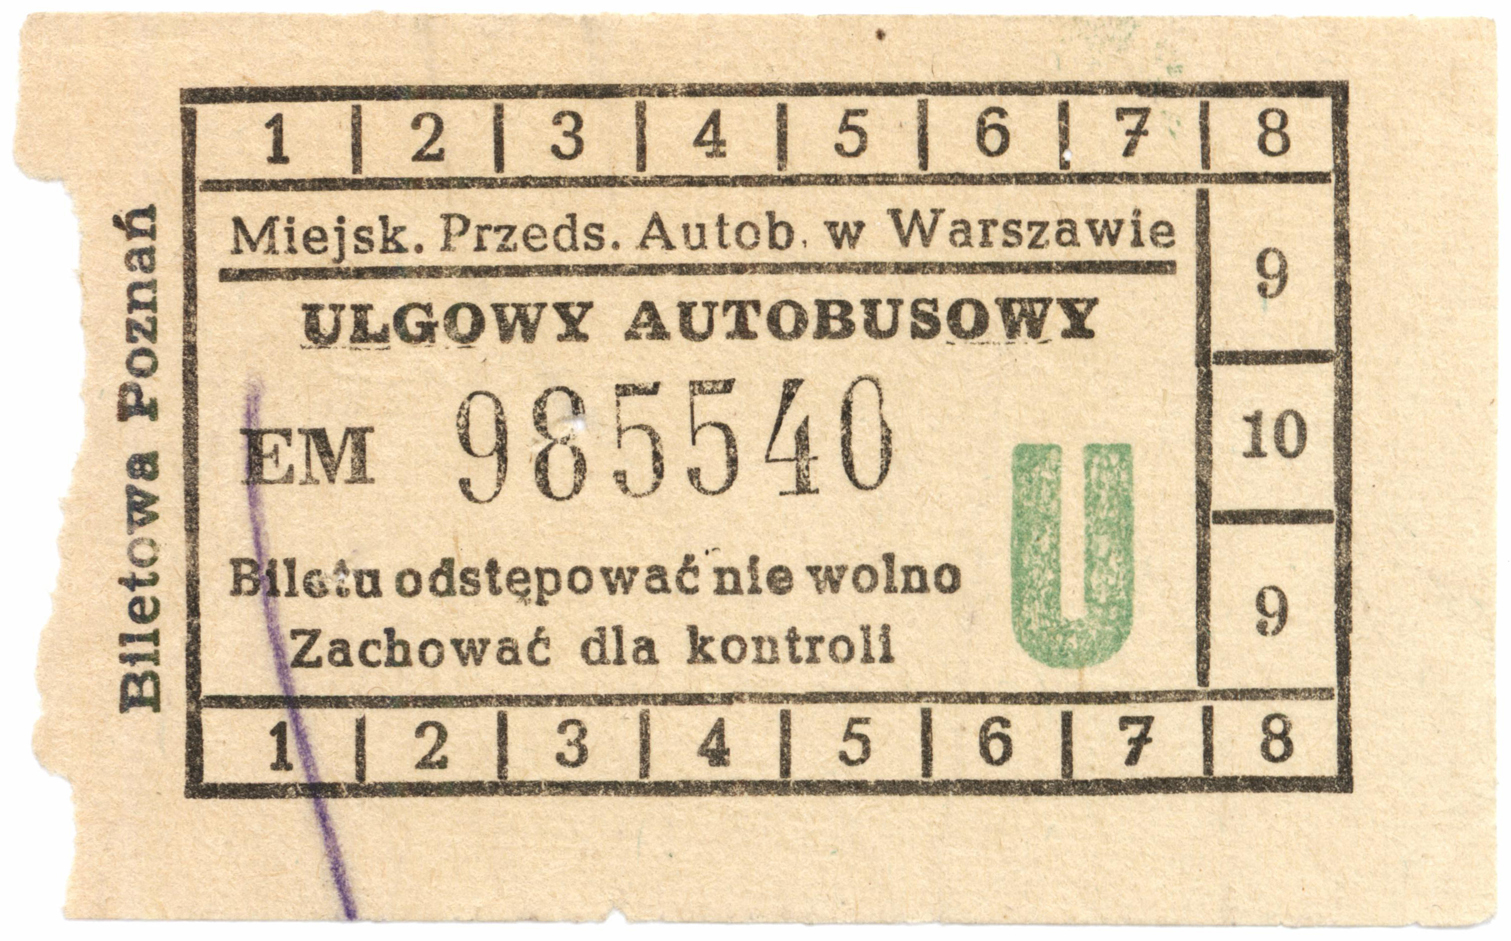 1 | 2 | 3 | 4 | 5 | 6 | 7 | 8
Miejsk. Przeds. Autob. w Warszawie
9
ULGOWY AUTOBUSOWY
EM 985540
10
U
Biletu odstępować nie wolno
Zachować dla kontroli
9
1 | 2 | 3 | 4 | 5 | 6 | 7 | 8
Biletowa Poznań